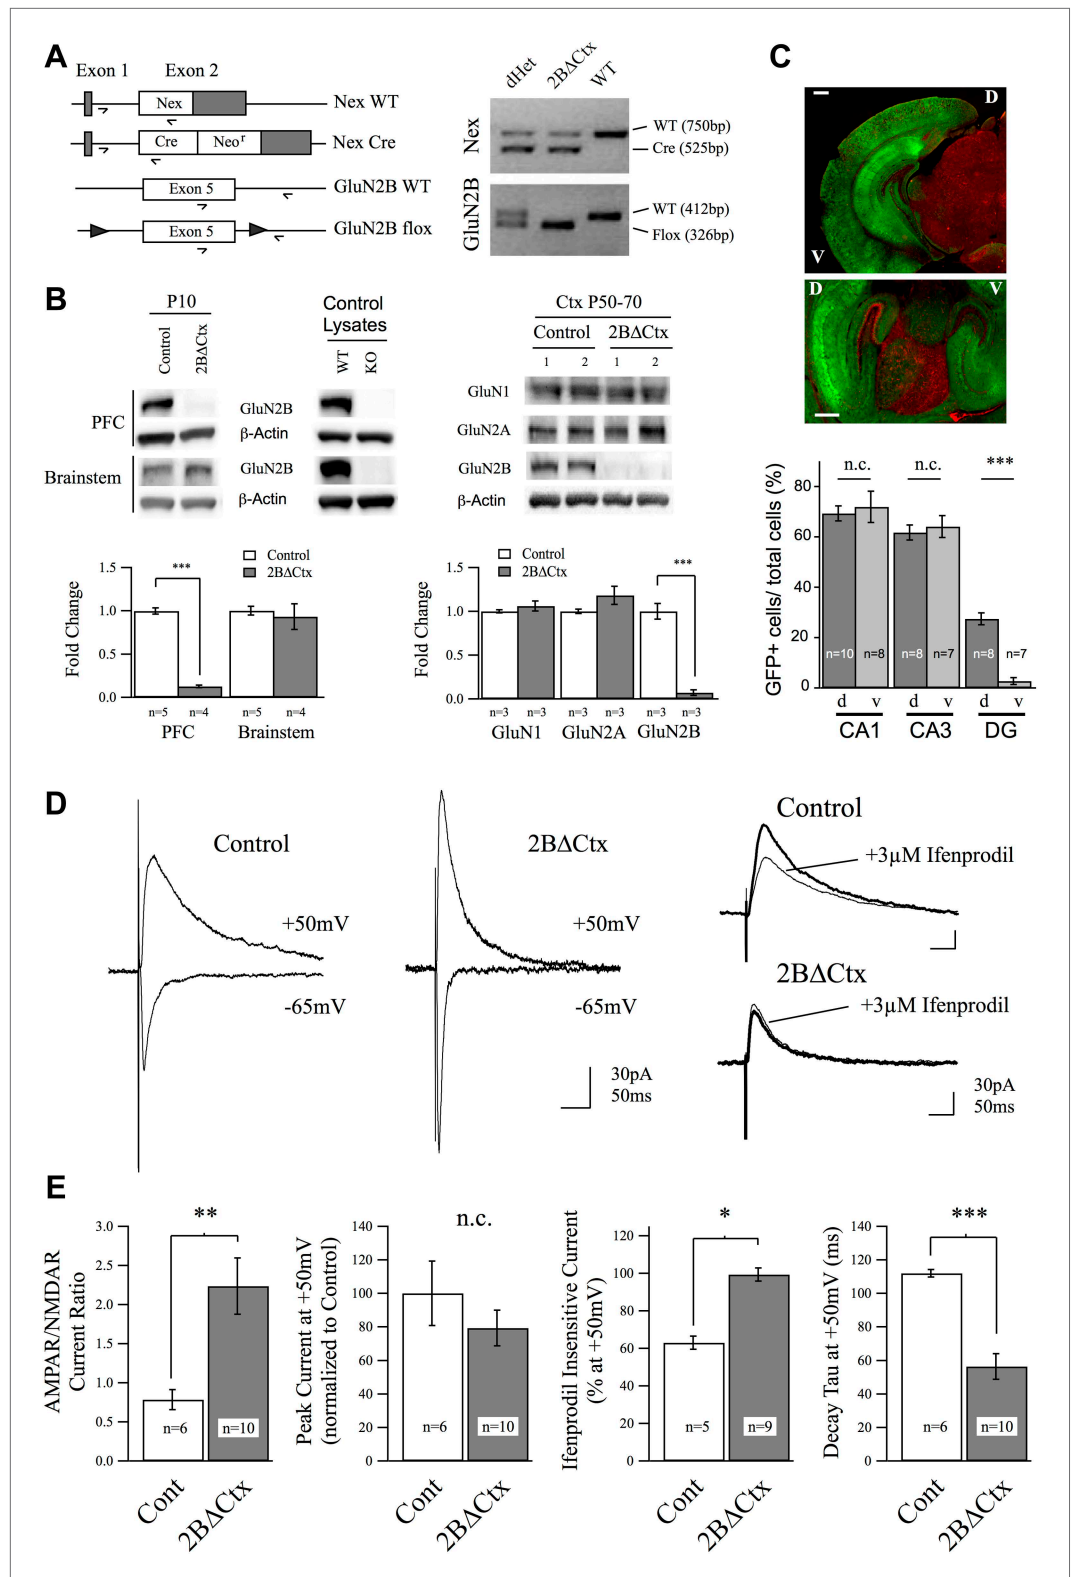 A
Exon 1 Exon 2
Nex
Nex WT
Cre Neoʳ
Nex Cre
Exon 5
GluN2B WT
Exon 5
GluN2B flox
dHet 2BΔCtx WT
Nex
WT (750bp)
Cre (525bp)
GluN2B
WT (412bp)
Flox (326bp)
B
P10
Control 2BΔCtx
PFC
GluN2B
β-Actin
Brainstem
GluN2B
β-Actin
Control
Lysates
WT KO
Ctx P50-70
Control 2BΔCtx
1 2 1 2
GluN1
GluN2A
GluN2B
β-Actin
Control
2BΔCtx
***
Fold Change
1.5
1.0
0.5
0.0
n=5 n=4 n=5 n=4
PFC Brainstem
Control
2BΔCtx
***
Fold Change
1.5
1.0
0.5
0.0
n=3 n=3 n=3 n=3 n=3 n=3
GluN1 GluN2A GluN2B
C
D
V
D V
n.c. n.c. ***
GFP+ cells/ total cells (%)
80
60
40
20
0
n=10 n=8 n=8 n=7 n=8 n=7
d v d v d v
CA1 CA3 DG
D
Control
+50mV
-65mV
2BΔCtx
+50mV
-65mV
30pA
50ms
Control
+3µM Ifenprodil
2BΔCtx
+3µM Ifenprodil
30pA
50ms
E
AMPAR/NMDAR
Current Ratio
3.0
2.5
2.0
1.5
1.0
0.5
0.0
**
n=6 n=10
Cont 2BΔCtx
Peak Current at +50mV
(normalized to Control)
140
120
100
80
60
40
20
0
n.c.
n=6 n=10
Cont 2BΔCtx
Ifenprodil Insensitive Current
(% at +50mV)
120
100
80
60
40
20
0
*
n=5 n=9
Cont 2BΔCtx
Decay Tau at +50mV (ms)
140
120
100
80
60
40
20
0
***
n=6 n=10
Cont 2BΔCtx